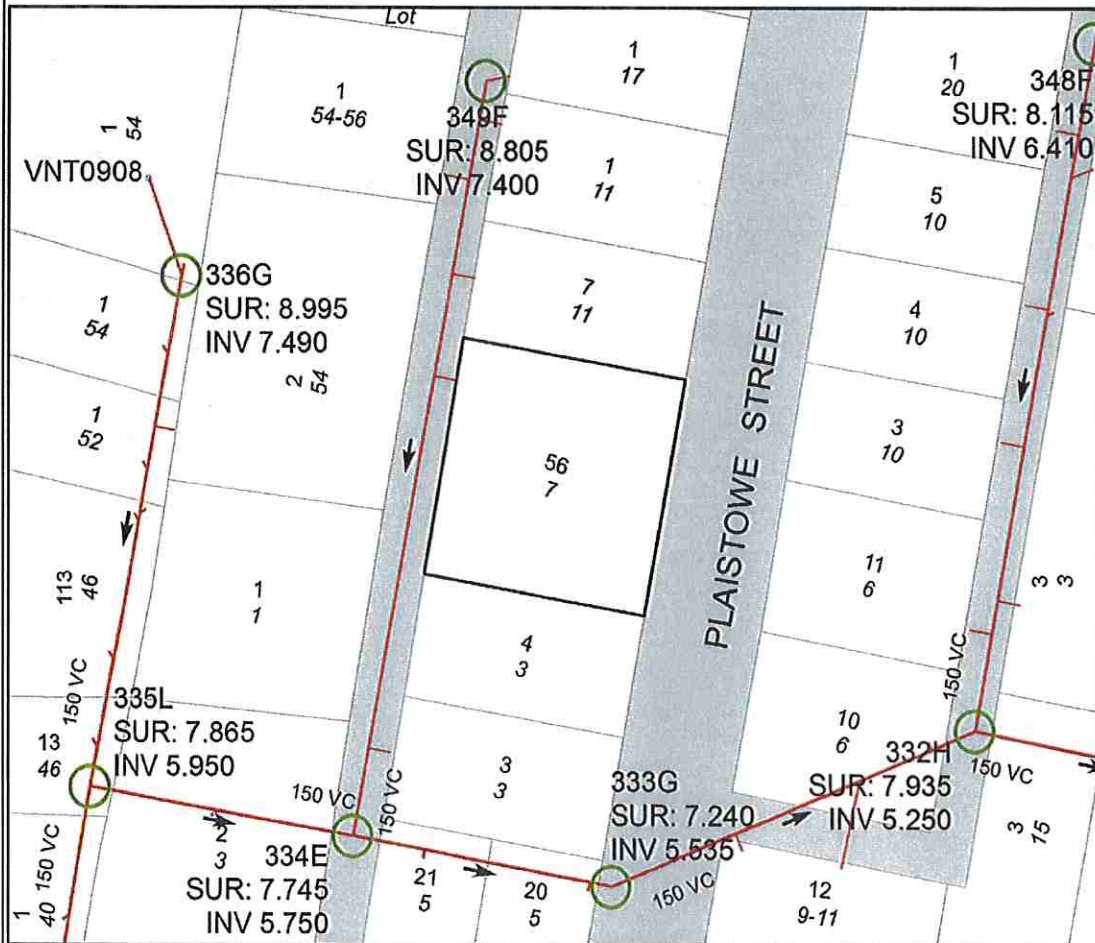 Lot
1
54-56
1
17
1
20
348F
SUR: 8.115
INV 6.410
1
54
VNT0908
349F
SUR: 8.805
INV 7.400
1
11
5
10
336G
SUR: 8.995
INV 7.490
1
54
2
54
7
11
4
10
1
52
3
10
56
7
PLAISTOWE STREET
113
46
1
1
4
3
11
6
3
3
150 VC
335L
SUR: 7.865
INV 5.950
13
46
150 VC
3
3
10
6
332H
SUR: 7.935
INV 5.250
150 VC
333G
SUR: 7.240
INV 5.535
150 VC
150 VC
2
3
334E
SUR: 7.745
INV 5.750
21
5
20
5
150 VC
12
9-11
3
15
1
40
150 VC